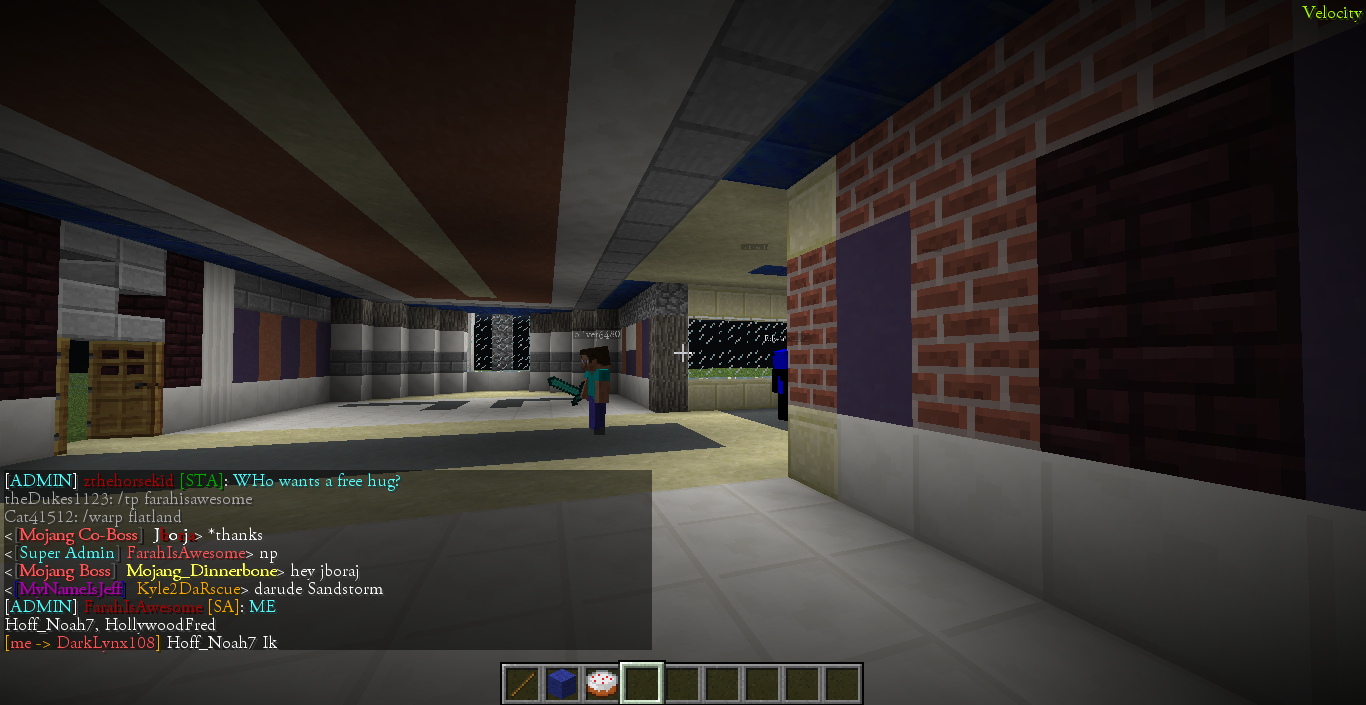 Velocity
[ADMIN] zthehorsekid [STA]: WHo wants a free hug?
theDukes1123: /tp farahisawesome
Cat41512: /warp flatland
<[Mojang Co-Boss] J o j > *thanks
<[Super Admin] FarahIsAwesome> np
<[Mojang Boss] Mojang_Dinnerbone> hey jboraj
<[MyNameIsJeff] Kyle2DaRscue> darude Sandstorm
[ADMIN] FarahIsAwesome [SA]: ME
Hoff_Noah7, HollywoodFred
[me -> DarkLynx108] Hoff_Noah7 Ik